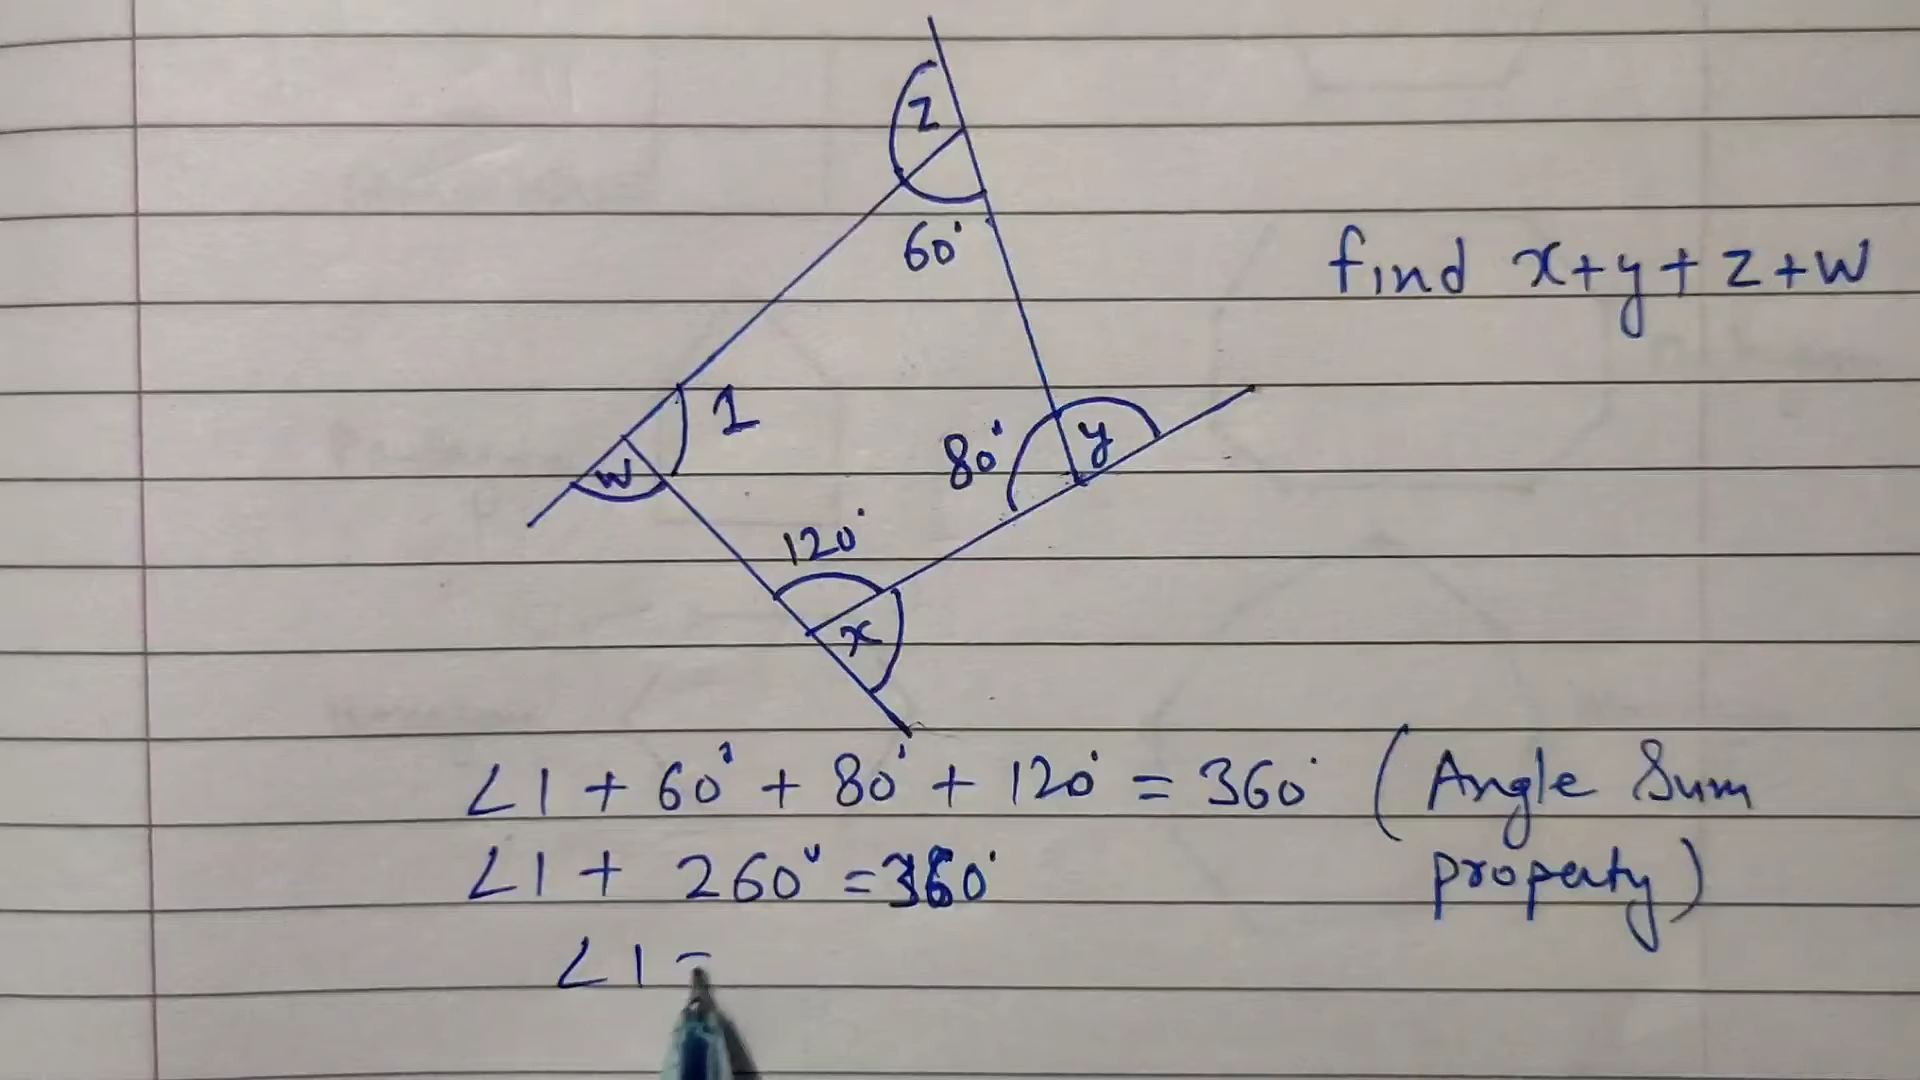 z
60°
find x+y+z+w
1
w
80°
y
120°
x
∠1 + 60° + 80° + 120° = 360° (Angle Sum
∠1 + 260° = 360° property)
∠1 =